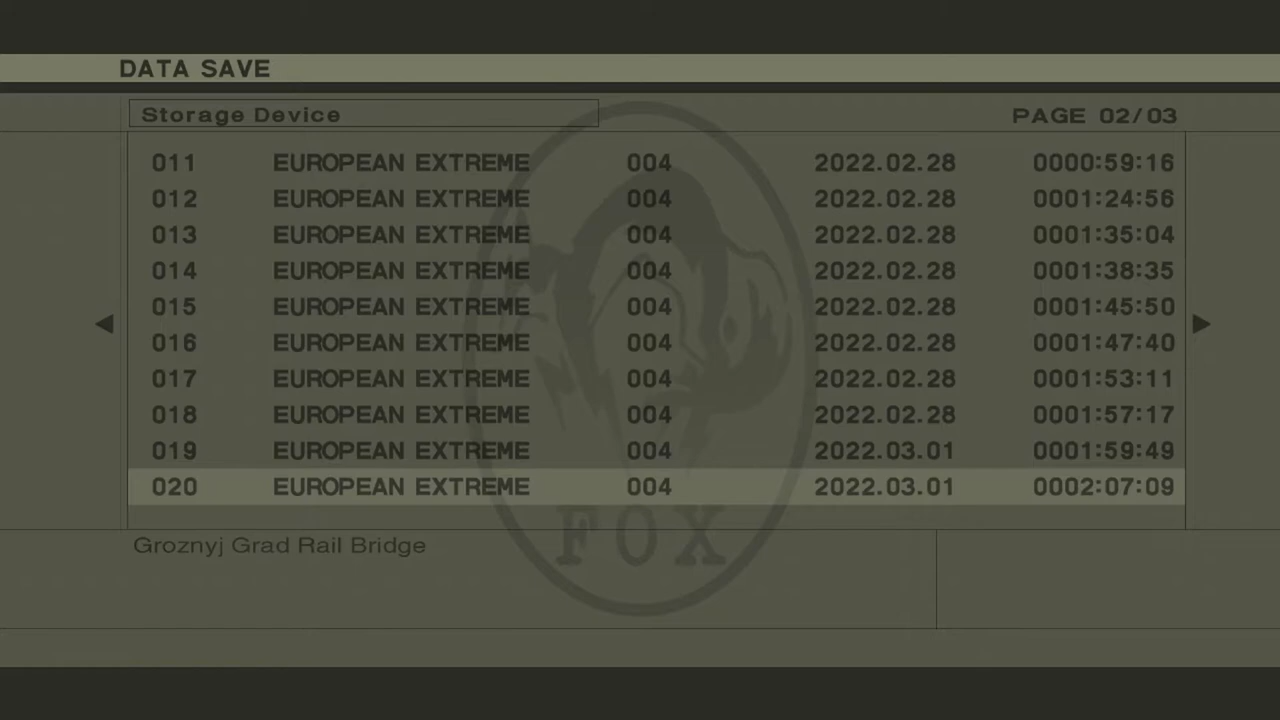 DATA SAVE
Storage Device PAGE 02/03
011 EUROPEAN EXTREME 004 2022.02.28 0000:59:16
012 EUROPEAN EXTREME 004 2022.02.28 0001:24:56
013 EUROPEAN EXTREME 004 2022.02.28 0001:35:04
014 EUROPEAN EXTREME 004 2022.02.28 0001:38:35
015 EUROPEAN EXTREME 004 2022.02.28 0001:45:50
016 EUROPEAN EXTREME 004 2022.02.28 0001:47:40
017 EUROPEAN EXTREME 004 2022.02.28 0001:53:11
018 EUROPEAN EXTREME 004 2022.02.28 0001:57:17
019 EUROPEAN EXTREME 004 2022.03.01 0001:59:49
020 EUROPEAN EXTREME 004 2022.03.01 0002:07:09
FOX
Groznyj Grad Rail Bridge